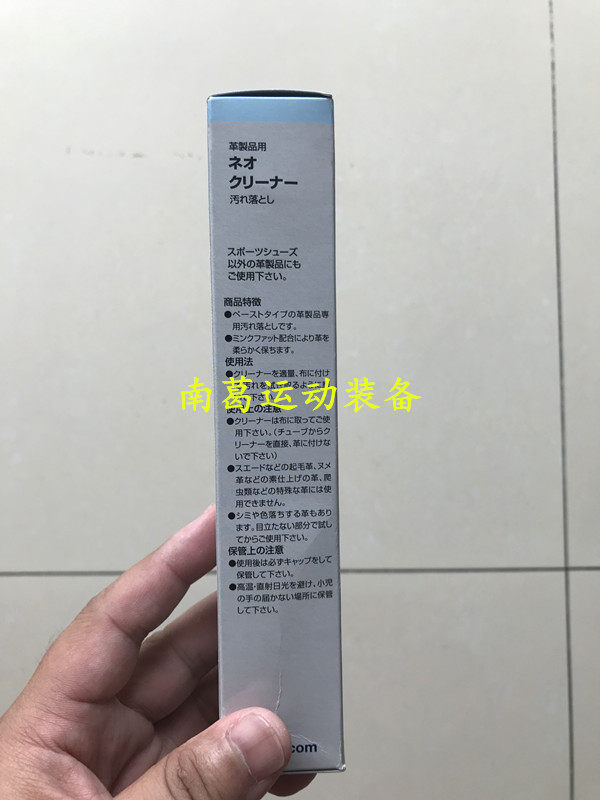 革製品用
ネオ
クリーナー
汚れ落とし
スポーツシューズ
以外の革製品にも
ご使用下さい。
商品特徴
●ペーストタイプの革製品専
用汚れ落としです。
●ミンクファット配合により革を
柔らかく保ちます。
使用法
●クリーナーを適量、布に付け
南葛运动装备
使用上の注意
●クリーナーは布に取ってご使
用下さい。(チューブからク
リーナーを直接、革に付けな
いで下さい)
●スエードなどの起毛革、ヌメ
革などの素仕上げの革、爬
虫類などの特殊な革には使
用できません。
●シミや色落ちする革もあり
ます。目立たない部分で試し
てからご使用下さい。
保管上の注意
●使用後は必ずキャップをして
保管して下さい。
●高温・直射日光を避け、小児
の手の届かない場所に保管
して下さい。
.com